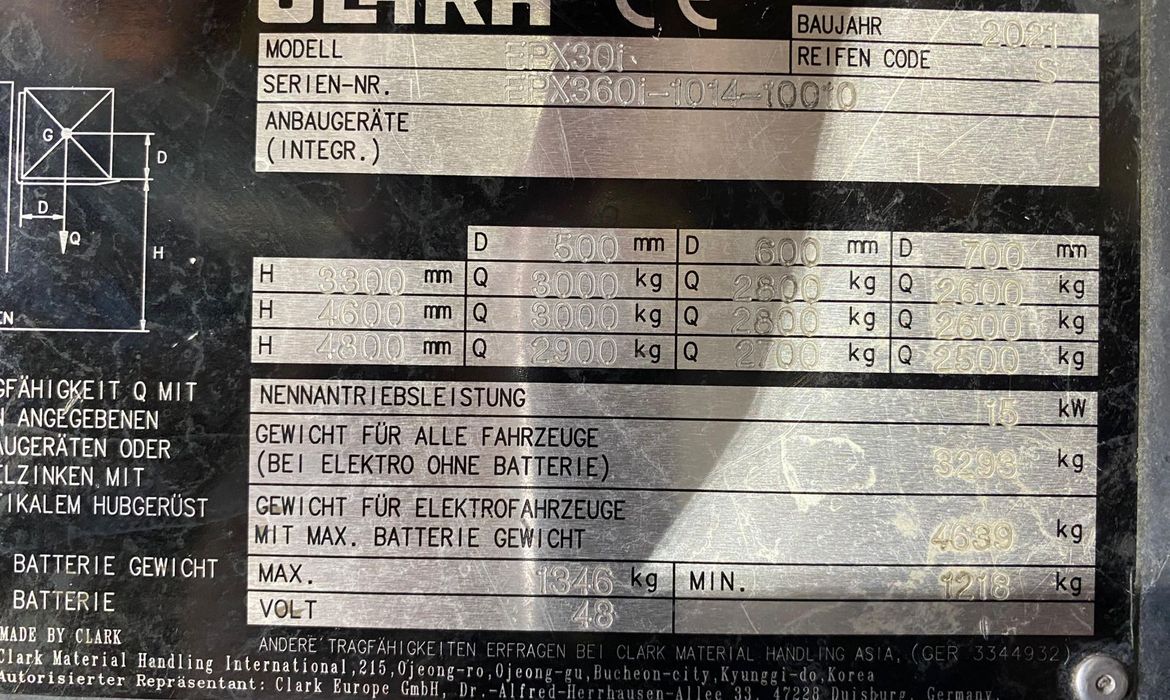 CLARK CE
BAUJAHR 2021
MODELL EPX30i REIFEN CODE S
SERIEN-NR. EPX360i-1014-10010
ANBAUGERÄTE
(INTEGR.)
G
D
D
Q
H
D 500 mm D 600 mm D 700 mm
H 3300 mm Q 3000 kg Q 2800 kg Q 2600 kg
H 4600 mm Q 3000 kg Q 2800 kg Q 2600 kg
H 4800 mm Q 2900 kg Q 2700 kg Q 2500 kg
GFÄHIGKEIT Q MIT
N ANGEGEBENEN
AUGERÄTEN ODER
ELZINKEN MIT
TIKALEM HUBGERÜST
NENNANTRIEBSLEISTUNG 15 kW
GEWICHT FÜR ALLE FAHRZEUGE
(BEI ELEKTRO OHNE BATTERIE) 3293 kg
GEWICHT FÜR ELEKTROFAHRZEUGE
MIT MAX. BATTERIE GEWICHT 4639 kg
BATTERIE GEWICHT MAX. 1346 kg MIN. 1218 kg
BATTERIE VOLT 48
ANDERE TRAGFÄHIGKEITEN ERFRAGEN BEI CLARK MATERIAL HANDLING ASIA, (GER 3344932)
MADE BY CLARK
Clark Material Handling International,215,Ojeong-ro,Ojeong-gu,Bucheon-city,Kyunggi-do,Korea
Autorisierter Repräsentant: Clark Europe GmbH, Dr.-Alfred-Herrhausen-Allee 33, 47228 Duisburg, Germany